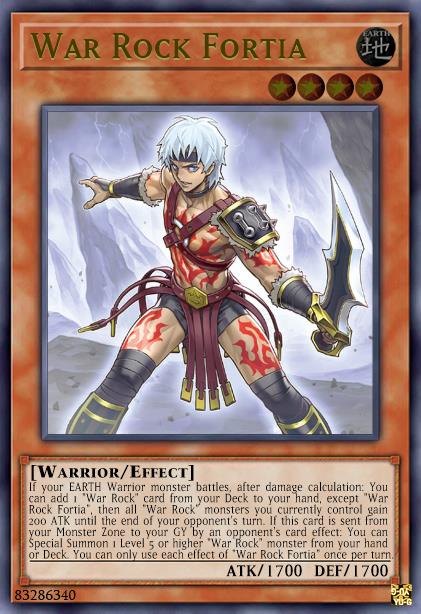 War Rock Fortia
EARTH
地
[Warrior/Effect]
If your EARTH Warrior monster battles, after damage calculation: You
can add 1 "War Rock" card from your Deck to your hand, except "War
Rock Fortia", then all "War Rock" monsters you currently control gain
200 ATK until the end of your opponent's turn. If this card is sent from
your Monster Zone to your GY by an opponent's card effect: You can
Special Summon 1 Level 5 or higher "War Rock" monster from your hand
or Deck. You can only use each effect of "War Rock Fortia" once per turn.
ATK/1700 DEF/1700
83286340